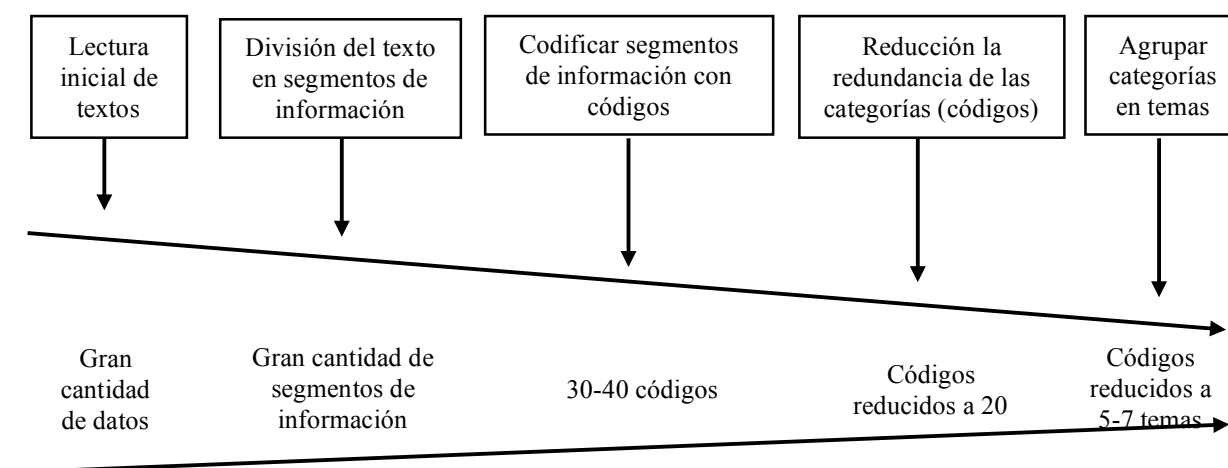 Lectura
inicial de
textos
División del texto
en segmentos de
información
Codificar segmentos
de información con
códigos
Reducción la
redundancia de las
categorías (códigos)
Agrupar
categorías
en temas
Gran
cantidad
de datos
Gran cantidad de
segmentos de
información
30-40 códigos
Códigos
reducidos a 20
Códigos
reducidos a
5-7 temas